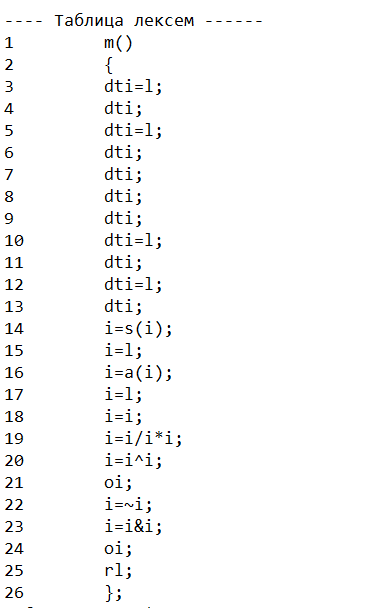 ---- Таблица лексем ------
1 m()
2 {
3 dti=l;
4 dti;
5 dti=l;
6 dti;
7 dti;
8 dti;
9 dti;
10 dti=l;
11 dti;
12 dti=l;
13 dti;
14 i=s(i);
15 i=l;
16 i=a(i);
17 i=l;
18 i=i;
19 i=i/i*i;
20 i=i^i;
21 oi;
22 i=~i;
23 i=i&i;
24 oi;
25 rl;
26 };